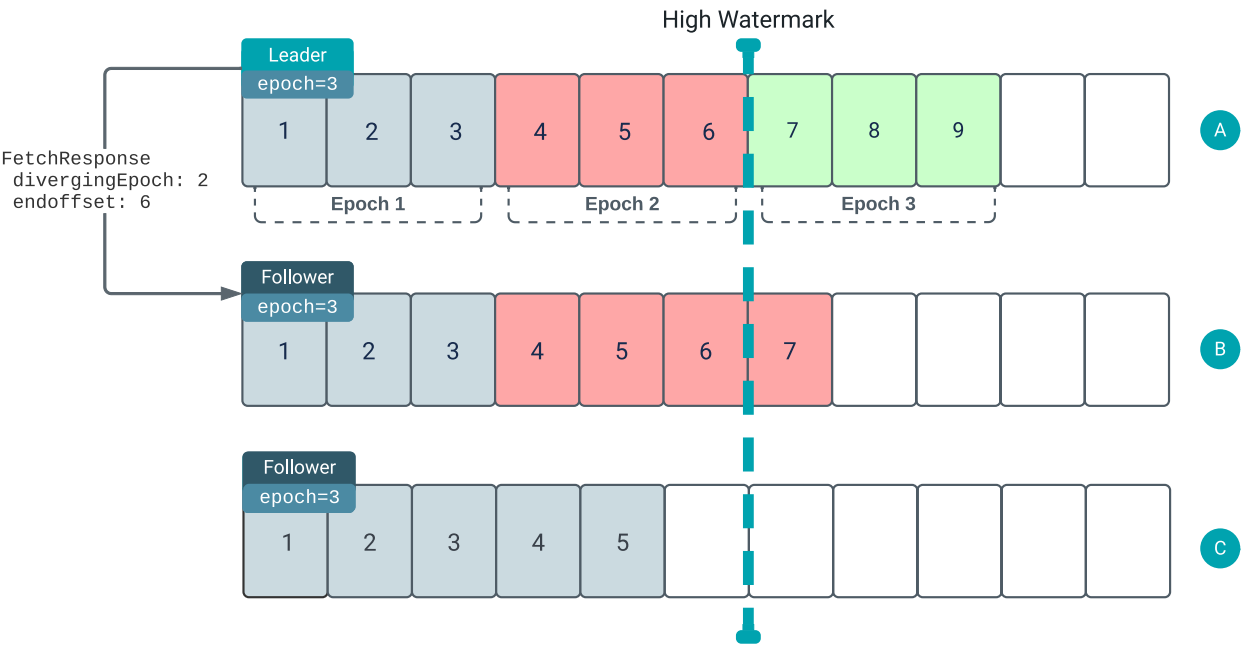 High Watermark
Leader
epoch=3
1 2 3 4 5 6 7 8 9
A
FetchResponse
divergingEpoch: 2
endoffset: 6
Epoch 1 Epoch 2 Epoch 3
Follower
epoch=3
1 2 3 4 5 6 7
B
Follower
epoch=3
1 2 3 4 5
C